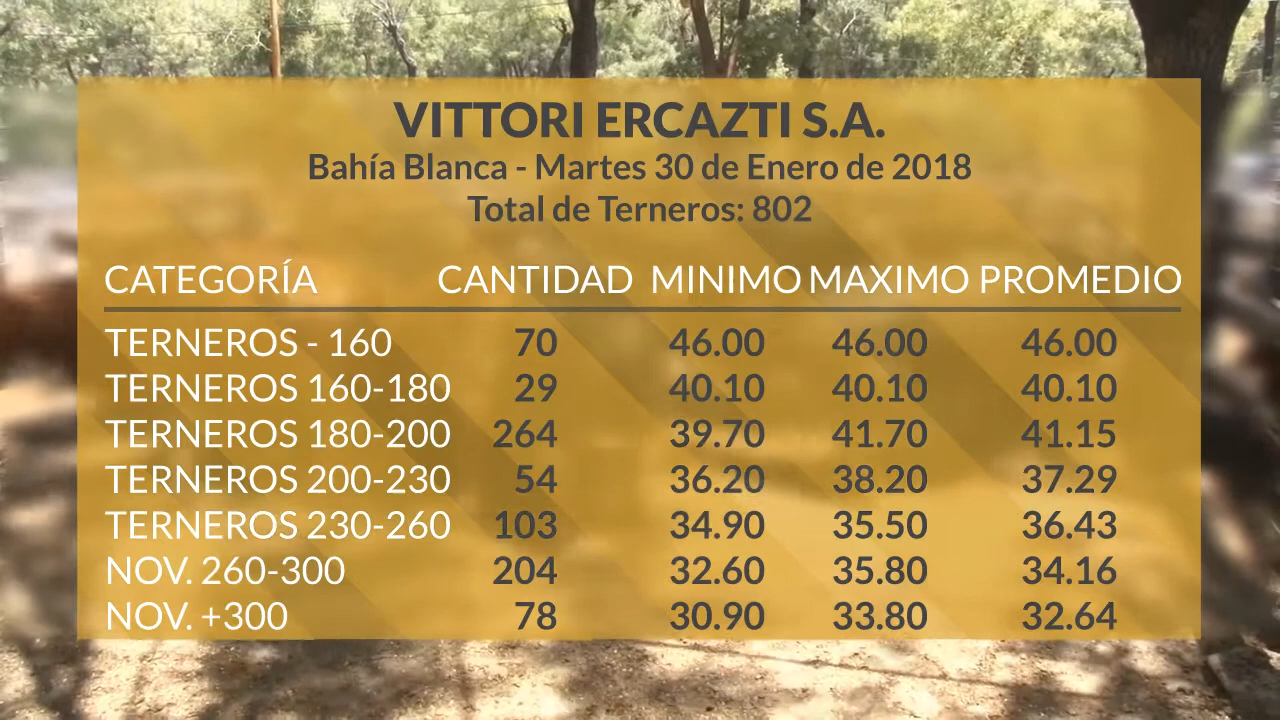 VITTORI ERCAZTI S.A.
Bahía Blanca - Martes 30 de Enero de 2018
Total de Terneros: 802
CATEGORÍA CANTIDAD MINIMO MAXIMO PROMEDIO
TERNEROS - 160 70 46.00 46.00 46.00
TERNEROS 160-180 29 40.10 40.10 40.10
TERNEROS 180-200 264 39.70 41.70 41.15
TERNEROS 200-230 54 36.20 38.20 37.29
TERNEROS 230-260 103 34.90 35.50 36.43
NOV. 260-300 204 32.60 35.80 34.16
NOV. +300 78 30.90 33.80 32.64